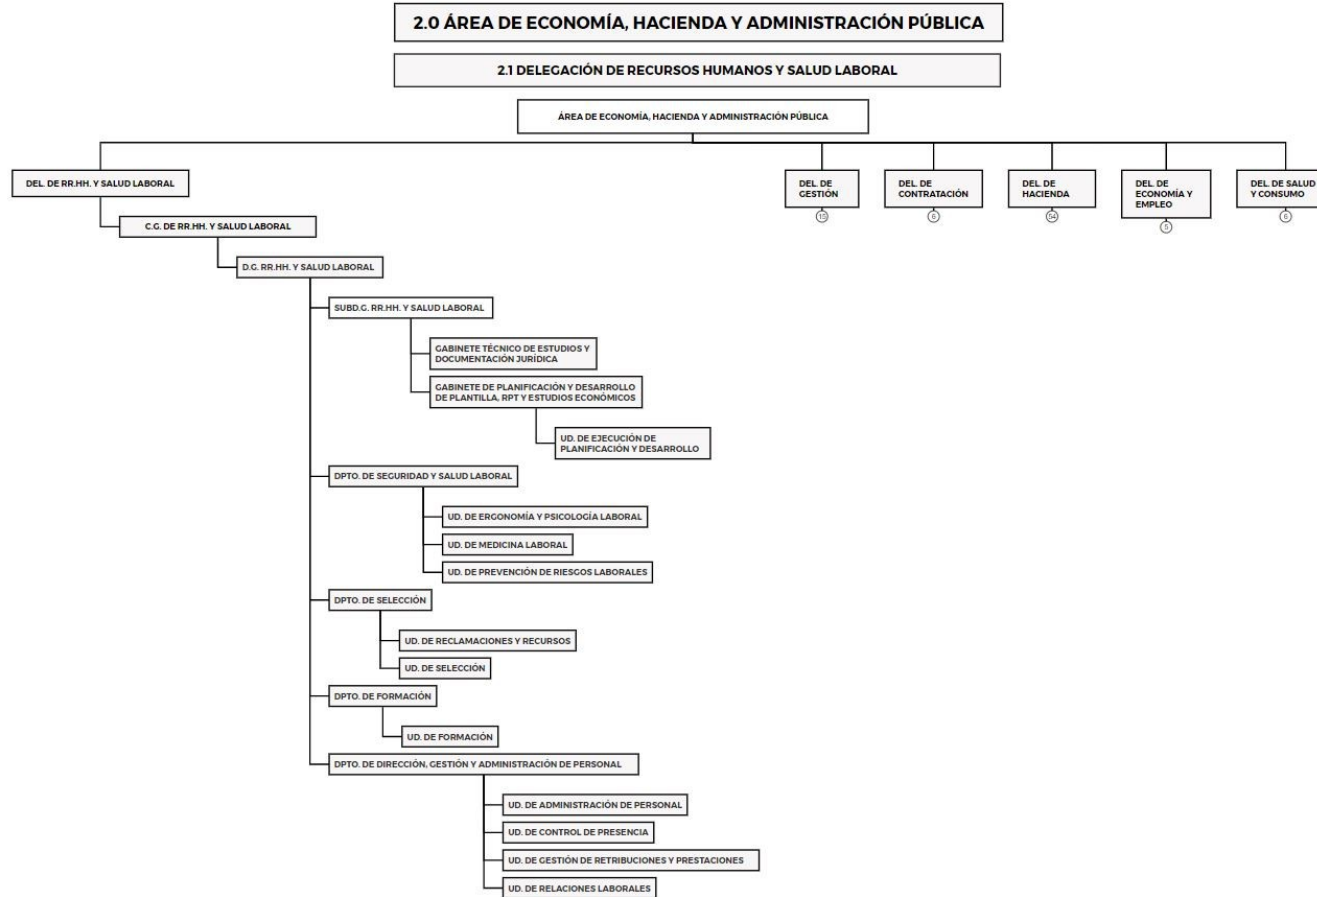 2.0 ÁREA DE ECONOMÍA, HACIENDA Y ADMINISTRACIÓN PÚBLICA
2.1 DELEGACIÓN DE RECURSOS HUMANOS Y SALUD LABORAL
ÁREA DE ECONOMÍA, HACIENDA Y ADMINISTRACIÓN PÚBLICA
DEL. DE RR.HH. Y SALUD LABORAL
DEL. DE
GESTIÓN
15
DEL. DE
CONTRATACIÓN
6
DEL. DE
HACIENDA
54
DEL. DE
ECONOMÍA Y
EMPLEO
5
DEL. DE SALUD
Y CONSUMO
6
C.G. DE RR.HH. Y SALUD LABORAL
D.G. RR.HH. Y SALUD LABORAL
SUBD.G. RR.HH. Y SALUD LABORAL
GABINETE TÉCNICO DE ESTUDIOS Y
DOCUMENTACIÓN JURÍDICA
GABINETE DE PLANIFICACIÓN Y DESARROLLO
DE PLANTILLA, RPT Y ESTUDIOS ECONÓMICOS
UD. DE EJECUCIÓN DE
PLANIFICACIÓN Y DESARROLLO
DPTO. DE SEGURIDAD Y SALUD LABORAL
UD. DE ERGONOMÍA Y PSICOLOGÍA LABORAL
UD. DE MEDICINA LABORAL
UD. DE PREVENCIÓN DE RIESGOS LABORALES
DPTO. DE SELECCIÓN
UD. DE RECLAMACIONES Y RECURSOS
UD. DE SELECCIÓN
DPTO. DE FORMACIÓN
UD. DE FORMACIÓN
DPTO. DE DIRECCIÓN, GESTIÓN Y ADMINISTRACIÓN DE PERSONAL
UD. DE ADMINISTRACIÓN DE PERSONAL
UD. DE CONTROL DE PRESENCIA
UD. DE GESTIÓN DE RETRIBUCIONES Y PRESTACIONES
UD. DE RELACIONES LABORALES